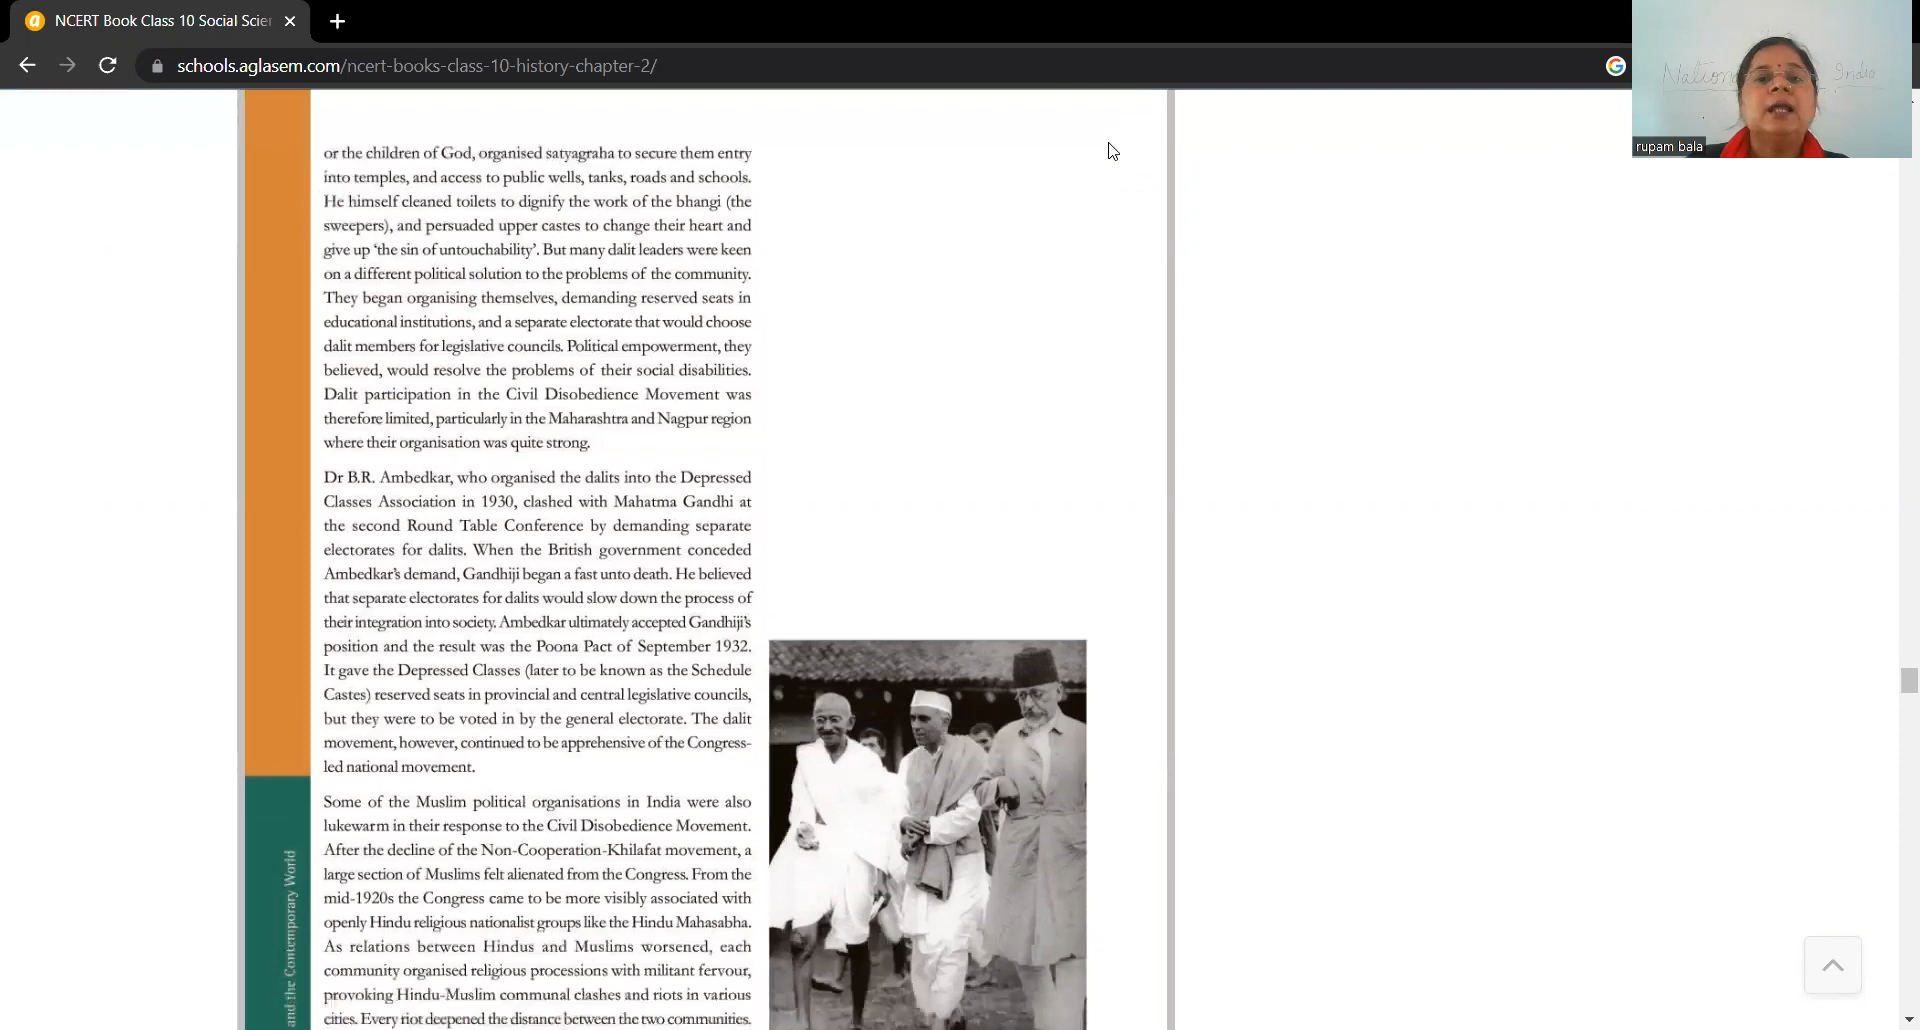 NCERT Book Class 10 Social Scien
schools.aglasem.com/ncert-books-class-10-history-chapter-2/
National India
rupam bala
or the children of God, organised satyagraha to secure them entry
into temples, and access to public wells, tanks, roads and schools.
He himself cleaned toilets to dignify the work of the bhangi (the
sweepers), and persuaded upper castes to change their heart and
give up ‘the sin of untouchability’. But many dalit leaders were keen
on a different political solution to the problems of the community.
They began organising themselves, demanding reserved seats in
educational institutions, and a separate electorate that would choose
dalit members for legislative councils. Political empowerment, they
believed, would resolve the problems of their social disabilities.
Dalit participation in the Civil Disobedience Movement was
therefore limited, particularly in the Maharashtra and Nagpur region
where their organisation was quite strong.
Dr B.R. Ambedkar, who organised the dalits into the Depressed
Classes Association in 1930, clashed with Mahatma Gandhi at
the second Round Table Conference by demanding separate
electorates for dalits. When the British government conceded
Ambedkar’s demand, Gandhiji began a fast unto death. He believed
that separate electorates for dalits would slow down the process of
their integration into society. Ambedkar ultimately accepted Gandhiji’s
position and the result was the Poona Pact of September 1932.
It gave the Depressed Classes (later to be known as the Schedule
Castes) reserved seats in provincial and central legislative councils,
but they were to be voted in by the general electorate. The dalit
movement, however, continued to be apprehensive of the Congress-
led national movement.
Some of the Muslim political organisations in India were also
lukewarm in their response to the Civil Disobedience Movement.
After the decline of the Non-Cooperation-Khilafat movement, a
large section of Muslims felt alienated from the Congress. From the
mid-1920s the Congress came to be more visibly associated with
openly Hindu religious nationalist groups like the Hindu Mahasabha.
As relations between Hindus and Muslims worsened, each
community organised religious processions with militant fervour,
provoking Hindu-Muslim communal clashes and riots in various
cities. Every riot deepened the distance between the two communities.
and the Contemporary World